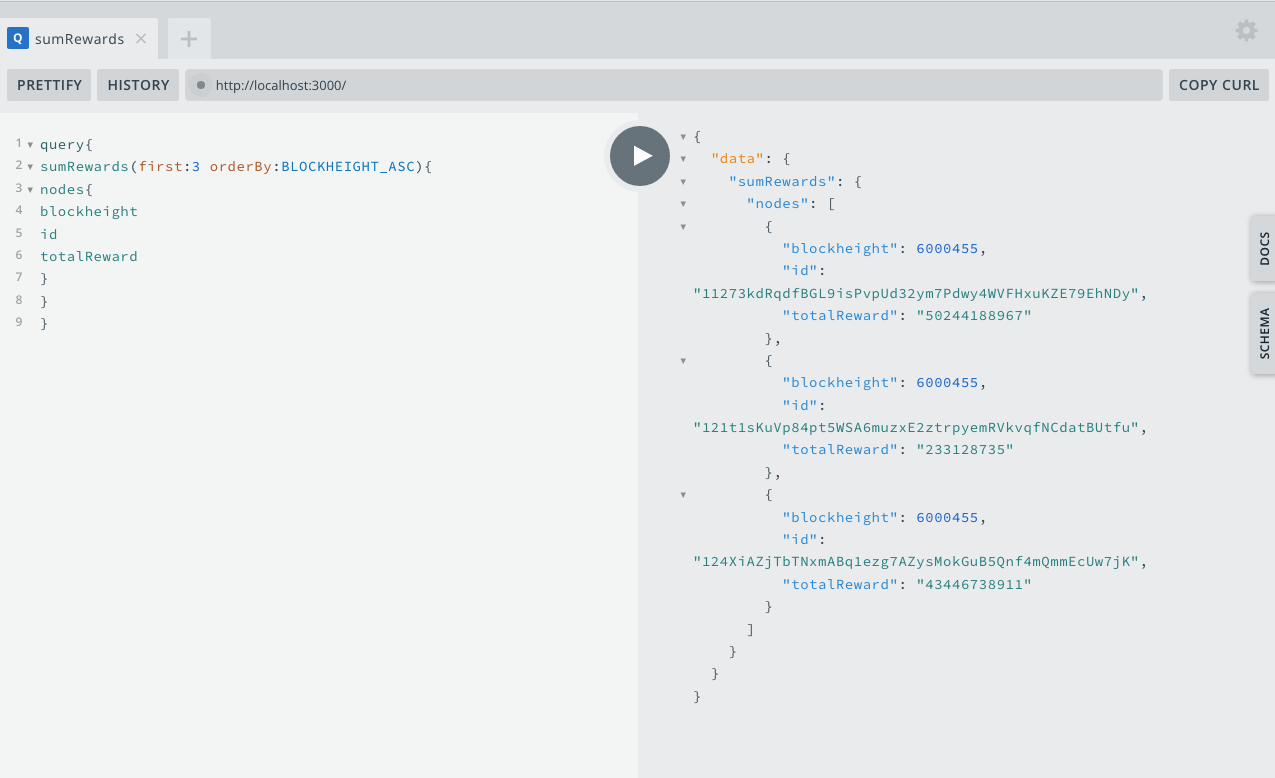 Q sumRewards
PRETTIFY HISTORY http://localhost:3000/ COPY CURL
1 query{
2 sumRewards(first:3 orderBy:BLOCKHEIGHT_ASC){
3 nodes{
4 blockheight
5 id
6 totalReward
7 }
8 }
9 }
{
"data": {
"sumRewards": {
"nodes": [
{
"blockheight": 6000455,
"id":
"11273kdRqdfBGL9isPvpUd32ym7Pdwy4WVFHxuKZE79EhNDy",
"totalReward": "50244188967"
},
{
"blockheight": 6000455,
"id":
"121t1sKuVp84pt5WSA6muzxE2ztrpyemRVkvqfNCdatBUtfu",
"totalReward": "233128735"
},
{
"blockheight": 6000455,
"id":
"124XiAZjTbTNxmABq1ezg7AZysMokGuB5Qnf4mQmmEcUw7jK",
"totalReward": "43446738911"
}
]
}
}
}
DOCS
SCHEMA